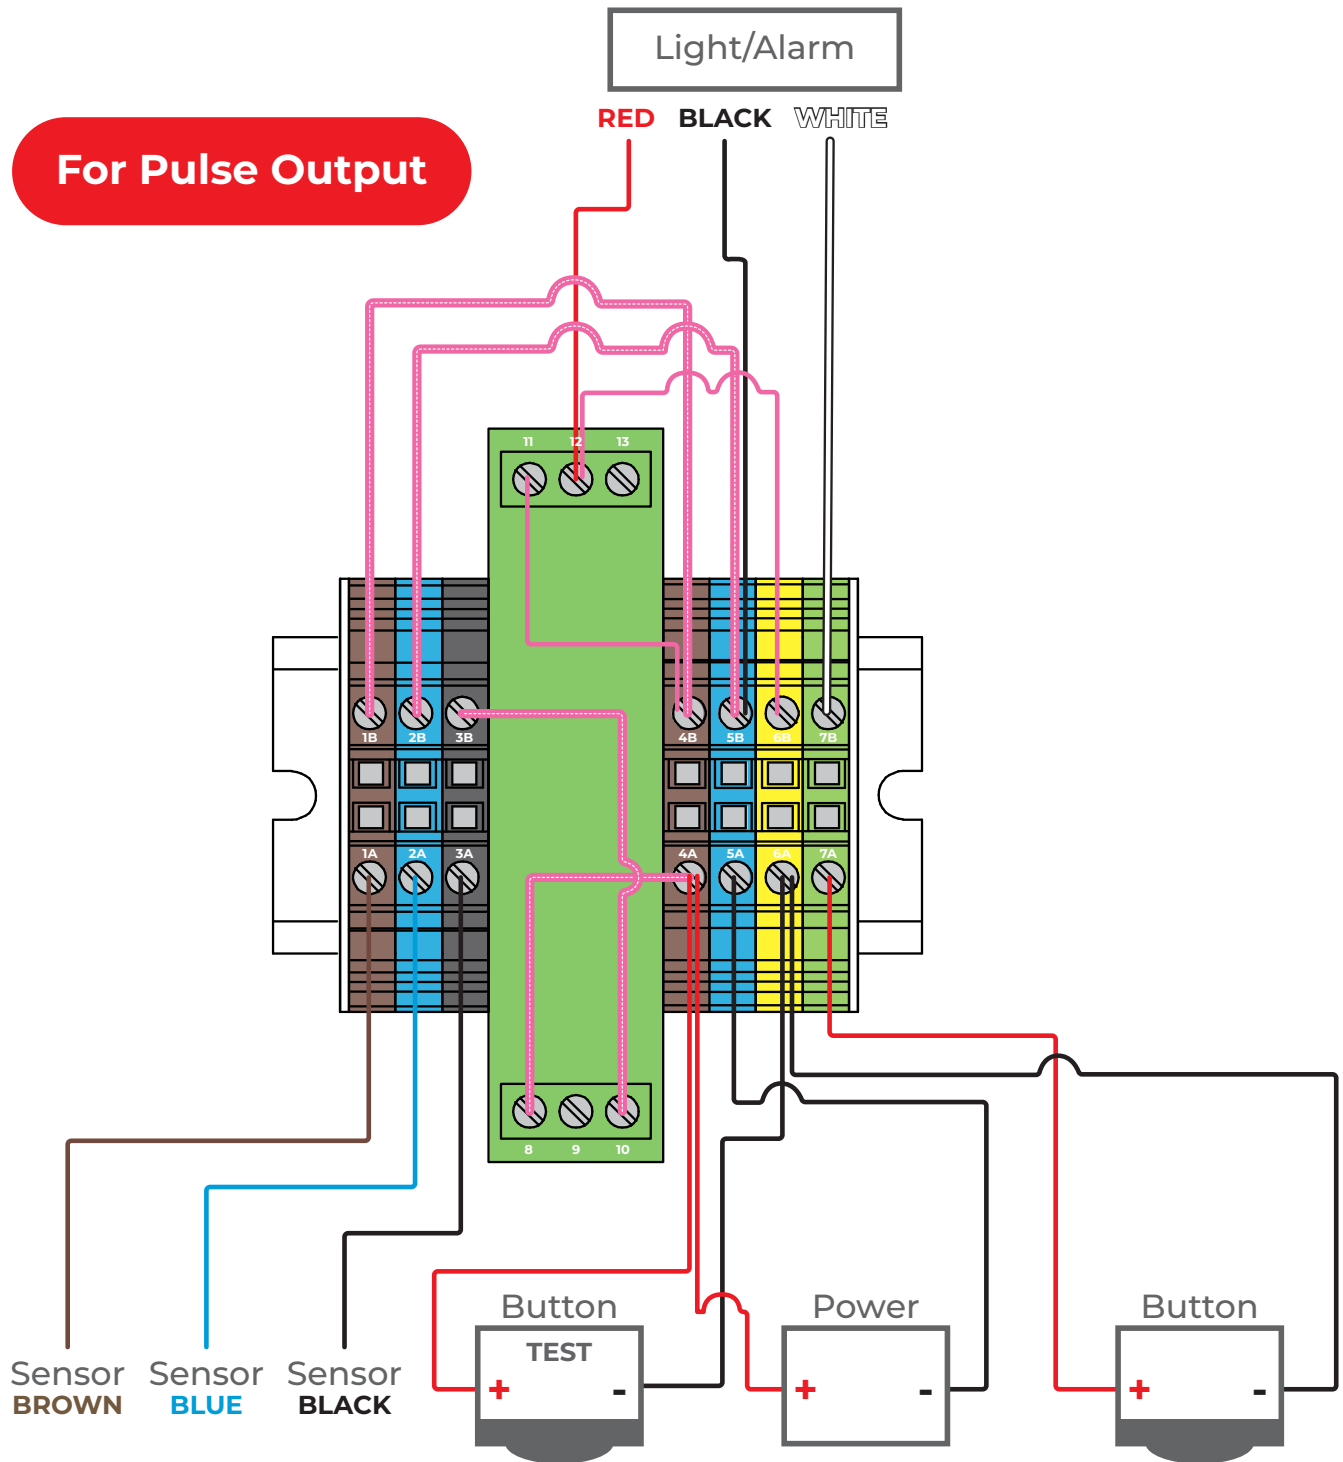 Light/Alarm
RED BLACK WHITE
For Pulse Output
11 12 13
1B 2B 3B 4B 5B 6B 7B
1A 2A 3A 4A 5A 6A 7A
8 9 10
Button Power Button
TEST
+ - + - + -
Sensor Sensor Sensor
BROWN BLUE BLACK